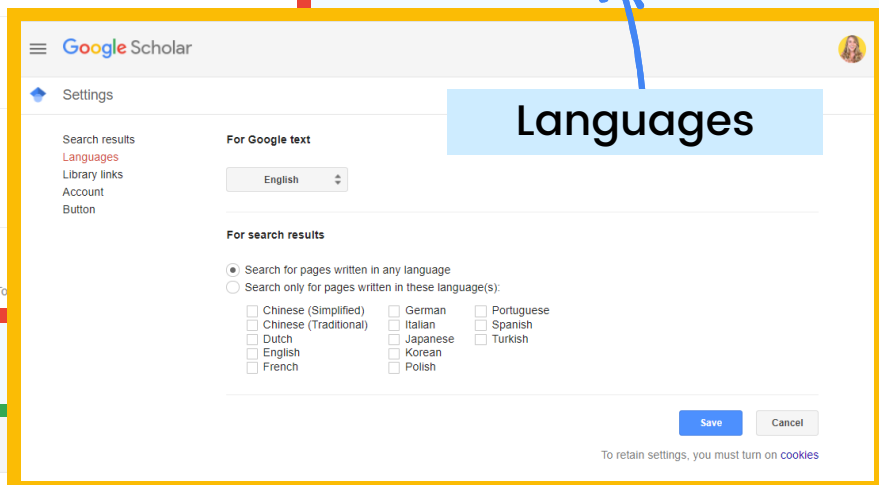 Google Scholar
Settings
Languages
Search results
Languages
Library links
Account
Button
For Google text
English
For search results
Search for pages written in any language
Search only for pages written in these language(s):
Chinese (Simplified) German Portuguese
Chinese (Traditional) Italian Spanish
Dutch Japanese Turkish
English Korean
French Polish
Save Cancel
To retain settings, you must turn on cookies